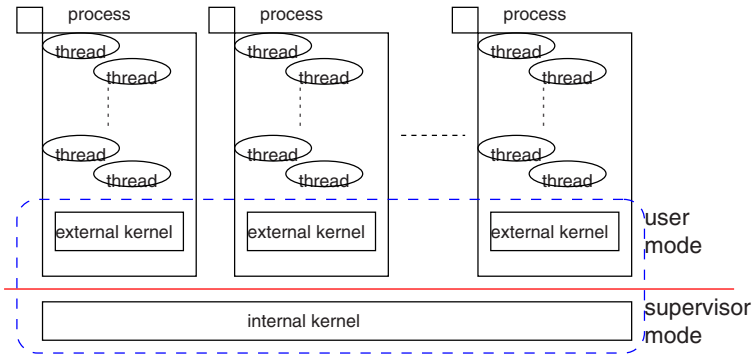 process
process
process
thread
thread
thread
thread
thread
thread
thread
thread
thread
thread
thread
thread
external kernel
external kernel
external kernel
user
mode
internal kernel
supervisor
mode